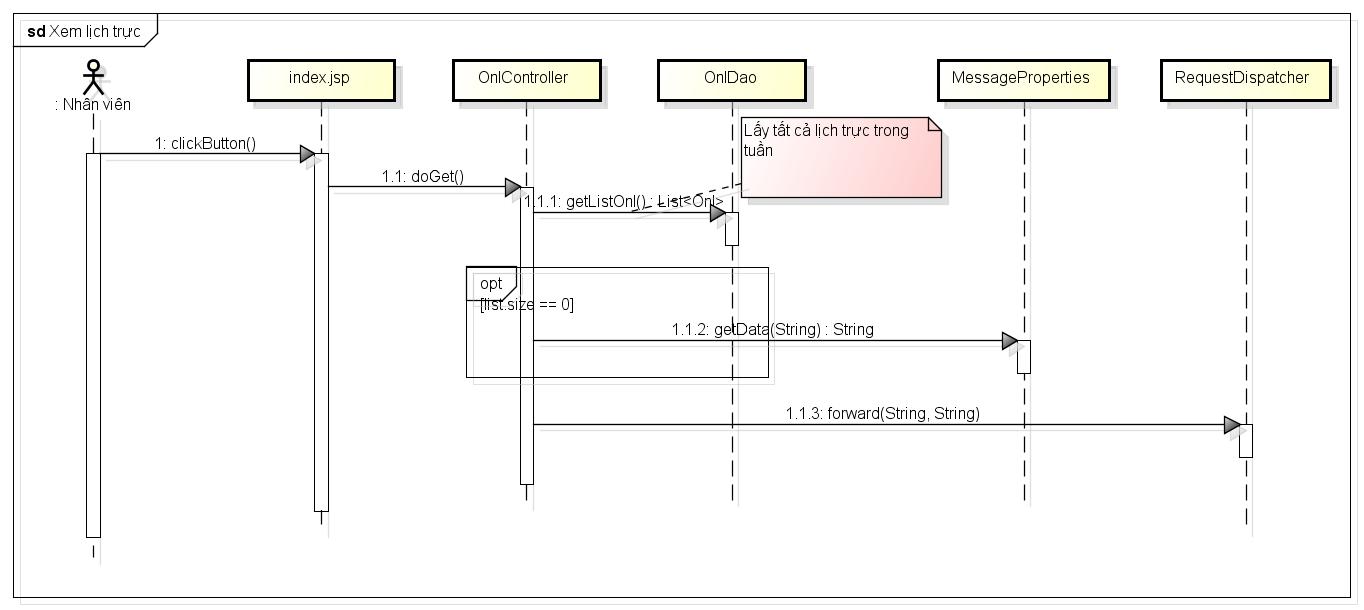 sd Xem lịch trực
: Nhân viên
index.jsp
OnlController
OnlDao
MessageProperties
RequestDispatcher
Lấy tất cả lịch trực trong
tuần
1: clickButton()
1.1: doGet()
1.1.1: getListOnl() : List<Onl>
opt
[list.size == 0]
1.1.2: getData(String) : String
1.1.3: forward(String, String)